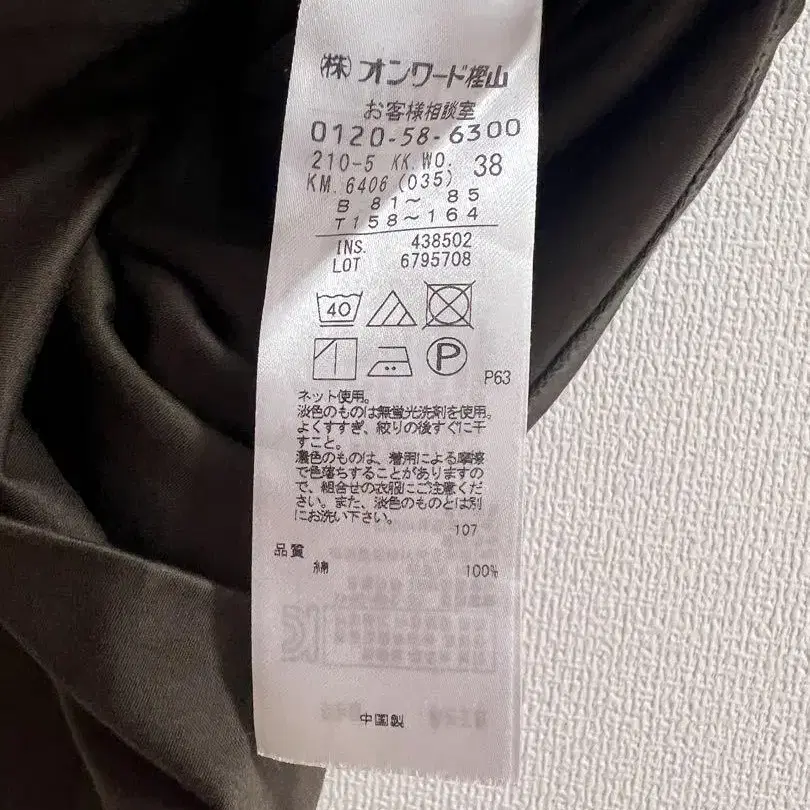 (株)オンワード樫山
お客様相談室
0120-58-6300
210-5 KK.WO. 38
KM.6406(035)
B 81～ 85
T158～164
INS. 438502
LOT 6795708
40
P
P63
ネット使用。
淡色のものは無蛍光洗剤を使用。
よくすすぎ、絞りの後すぐに干
すこと。
濃色のものは、着用による摩擦
で色落ちすることがありますの
で、組合せの衣服にご注意くだ
さい。また、淡色のものとは別
にお洗い下さい。
107
品質
綿 100%
中国製